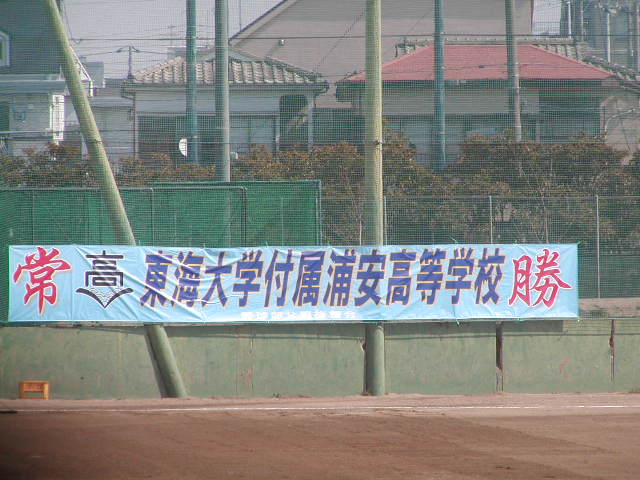 常 高 東海大学付属浦安高等学校 勝